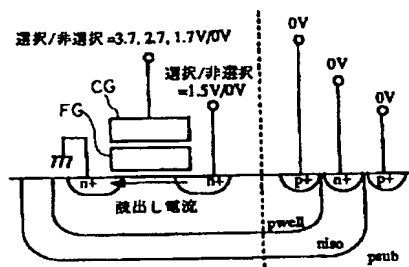 選択/非選択
=3.7, 2.7, 1.7V/0V
0V
選択/非選択
=1.5V/0V
0V
0V
CG
FG
n+
n+
p+
n+
p+
読出し電流
pwell
niso
psub